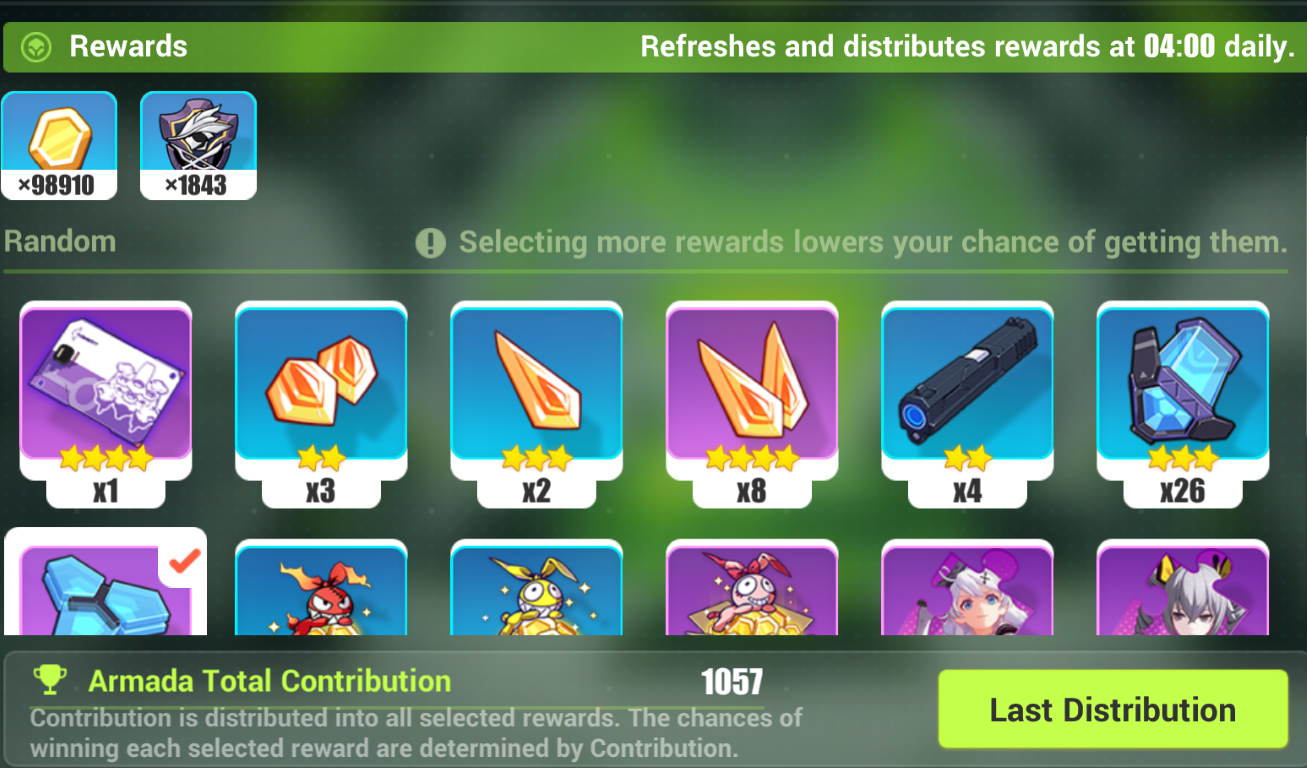 Rewards
Refreshes and distributes rewards at 04:00 daily.
×98910
×1843
Random
Selecting more rewards lowers your chance of getting them.
x1
x3
x2
x8
x4
x26
Armada Total Contribution
1057
Contribution is distributed into all selected rewards. The chances of
winning each selected reward are determined by Contribution.
Last Distribution